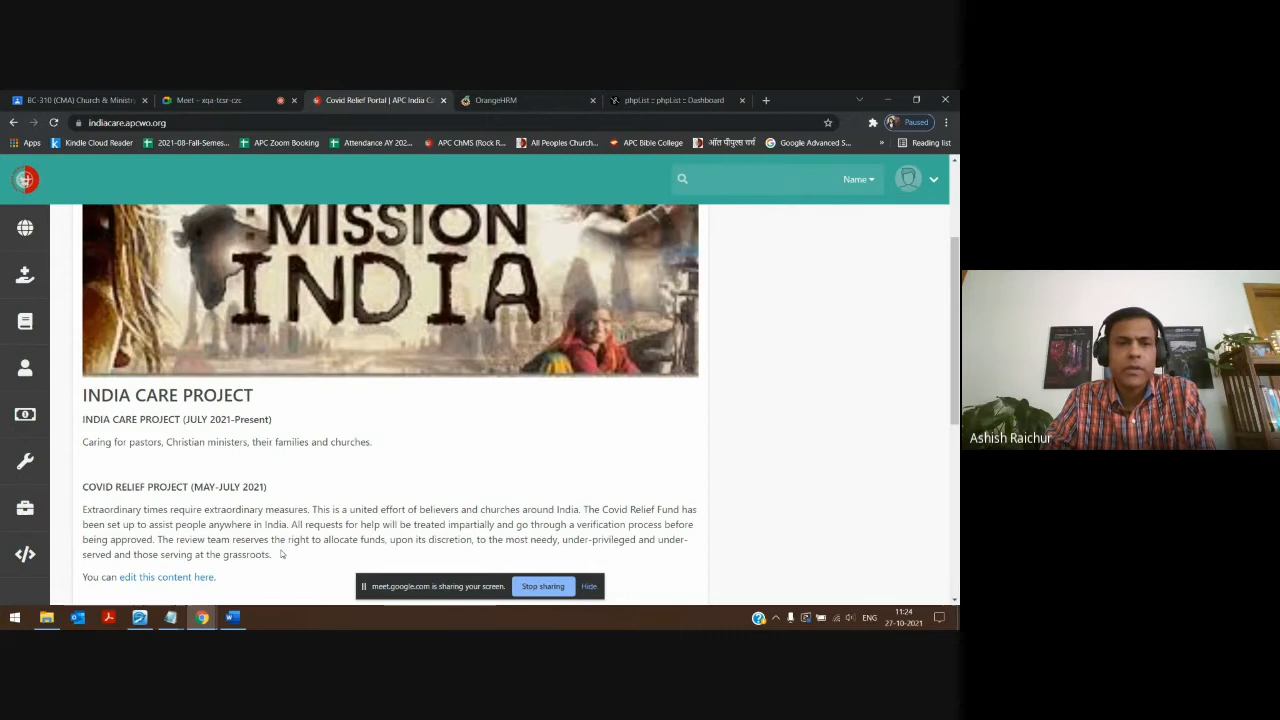 BC-310 (CMA) Church & Ministry
Meet – xqa-tcsr-czc
Covid Relief Portal | APC India Ca
OrangeHRM
phpList :: phpList :: Dashboard
indiacare.apcwo.org
Paused
Apps
Kindle Cloud Reader
2021-08-Fall-Semes...
APC Zoom Booking
Attendance AY 202...
APC ChMS (Rock R...
All Peoples Church...
APC Bible College
ऑल पीपुल्स चर्च
Google Advanced S...
»
Reading list
Name
MISSION
INDIA
INDIA CARE PROJECT
INDIA CARE PROJECT (JULY 2021-Present)
Caring for pastors, Christian ministers, their families and churches.
COVID RELIEF PROJECT (MAY-JULY 2021)
Extraordinary times require extraordinary measures. This is a united effort of believers and churches around India. The Covid Relief Fund has
been set up to assist people anywhere in India. All requests for help will be treated impartially and go through a verification process before
being approved. The review team reserves the right to allocate funds, upon its discretion, to the most needy, under-privileged and under-
served and those serving at the grassroots.
You can edit this content here.
meet.google.com is sharing your screen.
Stop sharing
Hide
ENG
11:24
27-10-2021
Ashish Raichur